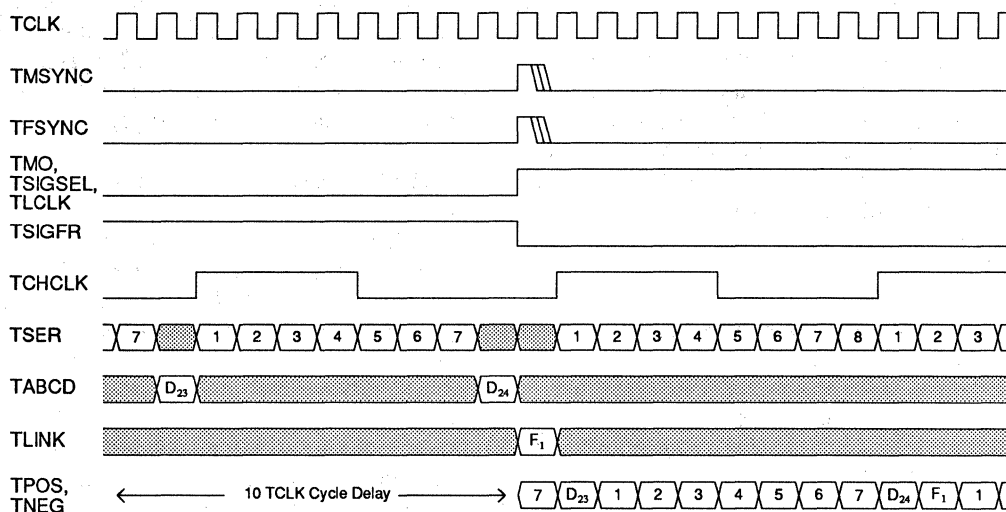 TCLK
TMSYNC
TFSYNC
TMO,
TSIGSEL,
TLCLK
TSIGFR
TCHCLK
TSER 7 1 2 3 4 5 6 7 1 2 3 4 5 6 7 8 1 2 3
TABCD D23 D24
TLINK F1
TPOS,
TNEG 10 TCLK Cycle Delay 7 D23 1 2 3 4 5 6 7 D24 F1 1